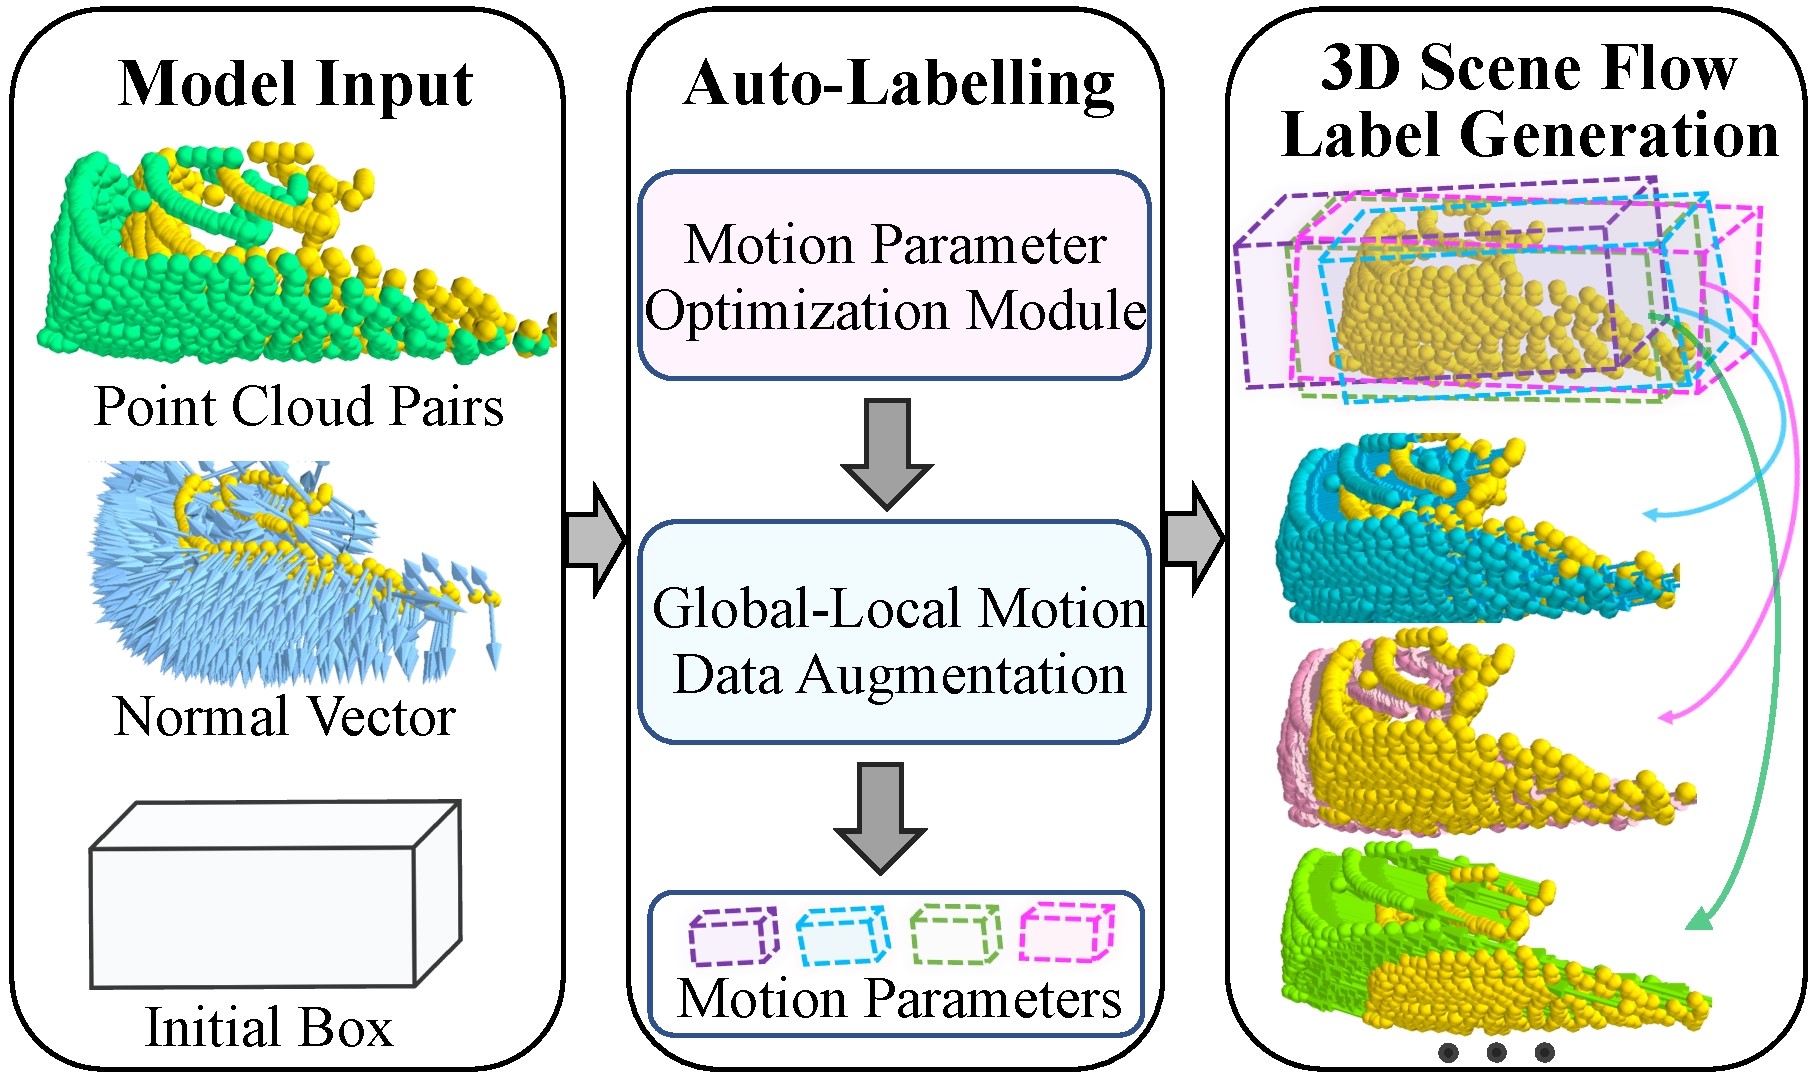 Model Input
Point Cloud Pairs
Normal Vector
Initial Box
Auto-Labelling
Motion Parameter
Optimization Module
Global-Local Motion
Data Augmentation
Motion Parameters
3D Scene Flow
Label Generation